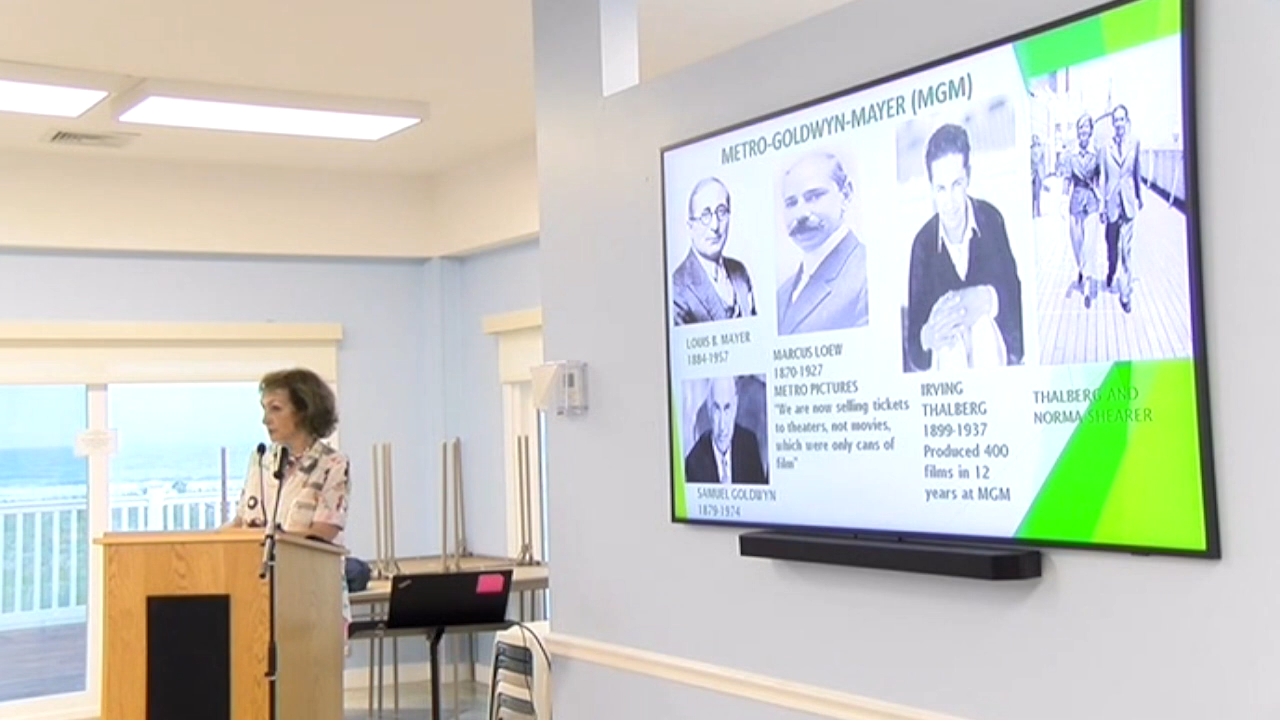 METRO-GOLDWYN-MAYER (MGM)
LOUIS B. MAYER
1884-1957
MARCUS LOEW
1870-1927
METRO PICTURES
"We are now selling tickets
to theaters, not movies,
which were only cans of
film"
SAMUEL GOLDWYN
1879-1974
IRVING
THALBERG
1899-1937
Produced 400
films in 12
years at MGM
THALBERG AND
NORMA SHEARER